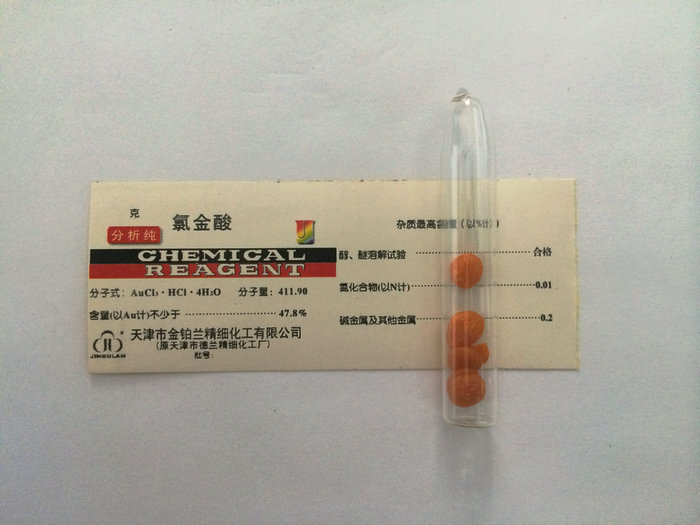 克
氯金酸
分析纯
CHEMICAL
REAGENT
分子式：AuCl₃·HCl·4H₂O 分子量：411.90
含量(以Au计)不少于 47.8%
天津市金铂兰精细化工有限公司
(原天津市德兰精细化工厂)
批号：
JINBOLAN
杂质最高含量（以%计）
醇、醚溶解试验 合格
氮化合物(以N计) 0.01
碱金属及其他金属 0.2